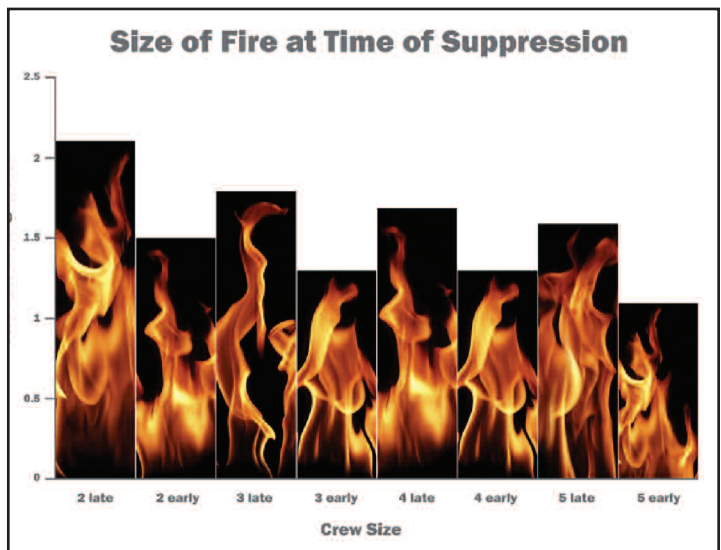 Size of Fire at Time of Suppression
2.5
2
1.5
1
0.5
0
2 late 2 early 3 late 3 early 4 late 4 early 5 late 5 early
Crew Size